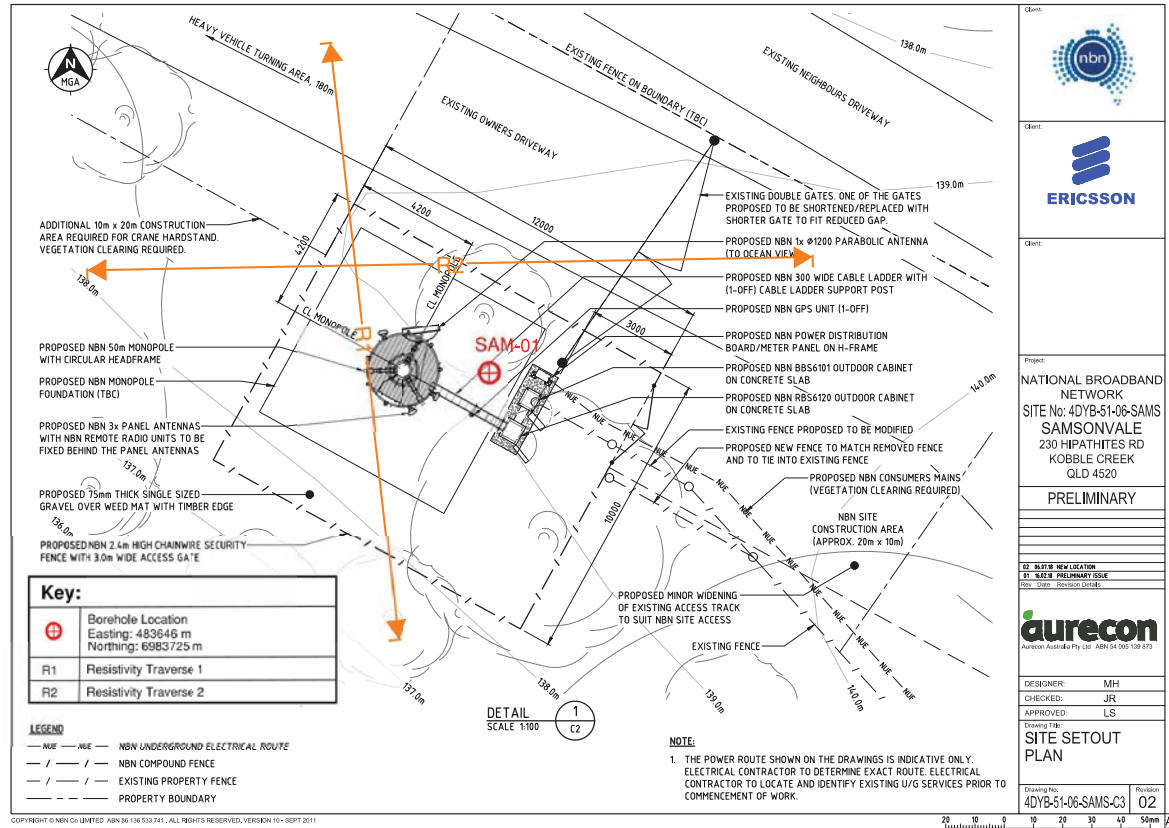 N
MGA
HEAVY VEHICLE TURNING AREA, 180m
EXISTING OWNERS DRIVEWAY
EXISTING FENCE ON BOUNDARY (TBC)
EXISTING NEIGHBOURS DRIVEWAY
138.0m
139.0m
140.0m
ADDITIONAL 10m x 20m CONSTRUCTION
AREA REQUIRED FOR CRANE HARDSTAND.
VEGETATION CLEARING REQUIRED.
138.0m
4200
4200
12000
3000
10000
CL MONOPOLE
CL MONOPOLE
R1
R2
SAM-01
EXISTING DOUBLE GATES. ONE OF THE GATES
PROPOSED TO BE SHORTENED/REPLACED WITH
SHORTER GATE TO FIT REDUCED GAP.
PROPOSED NBN 1x Ø1200 PARABOLIC ANTENNA
(TO OCEAN VIEW)
PROPOSED NBN 300 WIDE CABLE LADDER WITH
(1-OFF) CABLE LADDER SUPPORT POST
PROPOSED NBN GPS UNIT (1-OFF)
PROPOSED NBN POWER DISTRIBUTION
BOARD/METER PANEL ON H-FRAME
PROPOSED NBN BBS6101 OUTDOOR CABINET
ON CONCRETE SLAB
PROPOSED NBN RBS6120 OUTDOOR CABINET
ON CONCRETE SLAB
EXISTING FENCE PROPOSED TO BE MODIFIED
PROPOSED NEW FENCE TO MATCH REMOVED FENCE
AND TO TIE INTO EXISTING FENCE
PROPOSED NBN CONSUMERS MAINS
(VEGETATION CLEARING REQUIRED)
NBN SITE
CONSTRUCTION AREA
(APPROX. 20m x 10m)
PROPOSED NBN 50m MONOPOLE
WITH CIRCULAR HEADFRAME
PROPOSED NBN MONOPOLE
FOUNDATION (TBC)
PROPOSED NBN 3x PANEL ANTENNAS
WITH NBN REMOTE RADIO UNITS TO BE
FIXED BEHIND THE PANEL ANTENNAS
137.0m
PROPOSED 75mm THICK SINGLE SIZED
GRAVEL OVER WEED MAT WITH TIMBER EDGE
136.0m
PROPOSED NBN 2.4m HIGH CHAINWIRE SECURITY
FENCE WITH 3.0m WIDE ACCESS GATE
NUE
NUE
NUE
NUE
NUE
NUE
NUE
NUE
NUE
NUE
PROPOSED MINOR WIDENING
OF EXISTING ACCESS TRACK
TO SUIT NBN SITE ACCESS
EXISTING FENCE
137.0m
138.0m
139.0m
140.0m
Key:
Borehole Location
Easting: 483646 m
Northing: 6983725 m
R1 Resistivity Traverse 1
R2 Resistivity Traverse 2
DETAIL 1
SCALE 1:100 C2
LEGEND
NUE NUE NBN UNDERGROUND ELECTRICAL ROUTE
NBN COMPOUND FENCE
EXISTING PROPERTY FENCE
PROPERTY BOUNDARY
NOTE:
1. THE POWER ROUTE SHOWN ON THE DRAWINGS IS INDICATIVE ONLY.
ELECTRICAL CONTRACTOR TO DETERMINE EXACT ROUTE. ELECTRICAL
CONTRACTOR TO LOCATE AND IDENTIFY EXISTING U/G SERVICES PRIOR TO
COMMENCEMENT OF WORK.
Client:
nbn
Client:
ERICSSON
Client:
Project:
NATIONAL BROADBAND
NETWORK
SITE No: 4DYB-51-06-SAMS
SAMSONVALE
230 HIPATHITES RD
KOBBLE CREEK
QLD 4520
PRELIMINARY
02 06.07.18 NEW LOCATION
01 16.02.18 PRELIMINARY ISSUE
Rev Date Revision Details
aurecon
Aurecon Australia Pty Ltd ABN 54 005 139 873
DESIGNER: MH
CHECKED: JR
APPROVED: LS
Drawing Title:
SITE SETOUT
PLAN
Drawing No. Revision
4DYB-51-06-SAMS-C3 02
COPYRIGHT © NBN Co LIMITED ABN 86 136 533 741 . ALL RIGHTS RESERVED. VERSION 10 - SEPT 2011
20 10 0 10 20 30 40 50mm